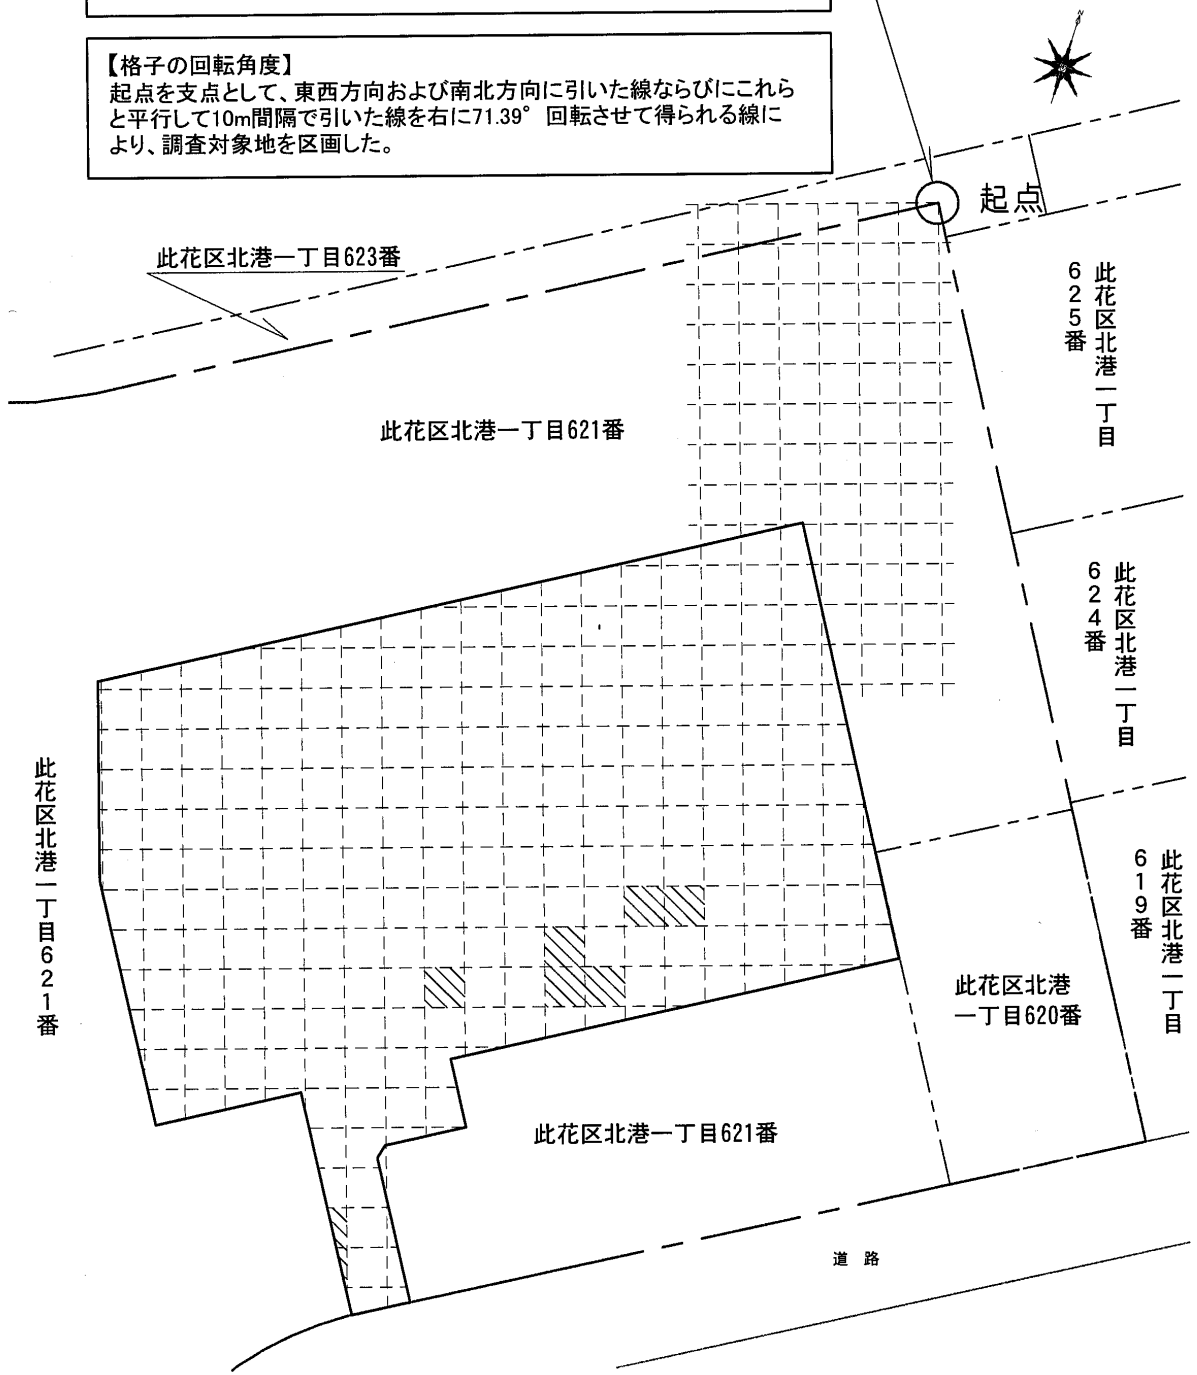 【格子の回転角度】
起点を支点として、東西方向および南北方向に引いた線ならびにこれら
と平行して10m間隔で引いた線を右に71.39°回転させて得られる線に
より、調査対象地を区画した。
N
起点
此花区北港一丁目623番
此花区北港一丁目
625番
此花区北港一丁目621番
此花区北港一丁目
624番
此花区北港一丁目621番
此花区北港一丁目
619番
此花区北港
一丁目620番
此花区北港一丁目621番
道路